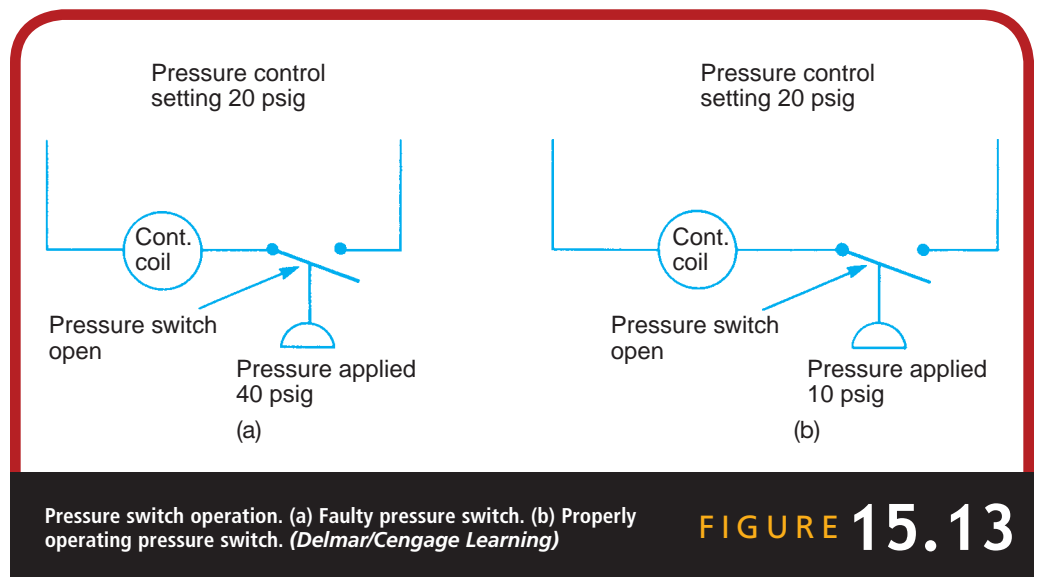 Pressure control
setting 20 psig
Cont.
coil
Pressure switch
open
Pressure applied
40 psig
(a)
Pressure control
setting 20 psig
Cont.
coil
Pressure switch
open
Pressure applied
10 psig
(b)
Pressure switch operation. (a) Faulty pressure switch. (b) Properly
operating pressure switch. (Delmar/Cengage Learning)
FIGURE 15.13